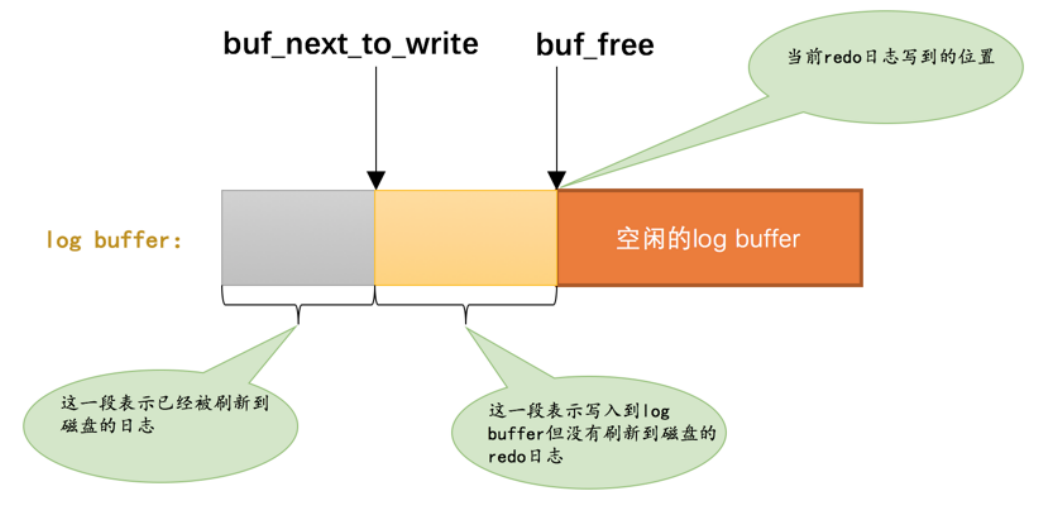 buf_next_to_write
buf_free
当前redo日志写到的位置
log buffer:
空闲的log buffer
这一段表示已经被刷新到
磁盘的日志
这一段表示写入到log
buffer但没有刷新到磁盘的
redo日志